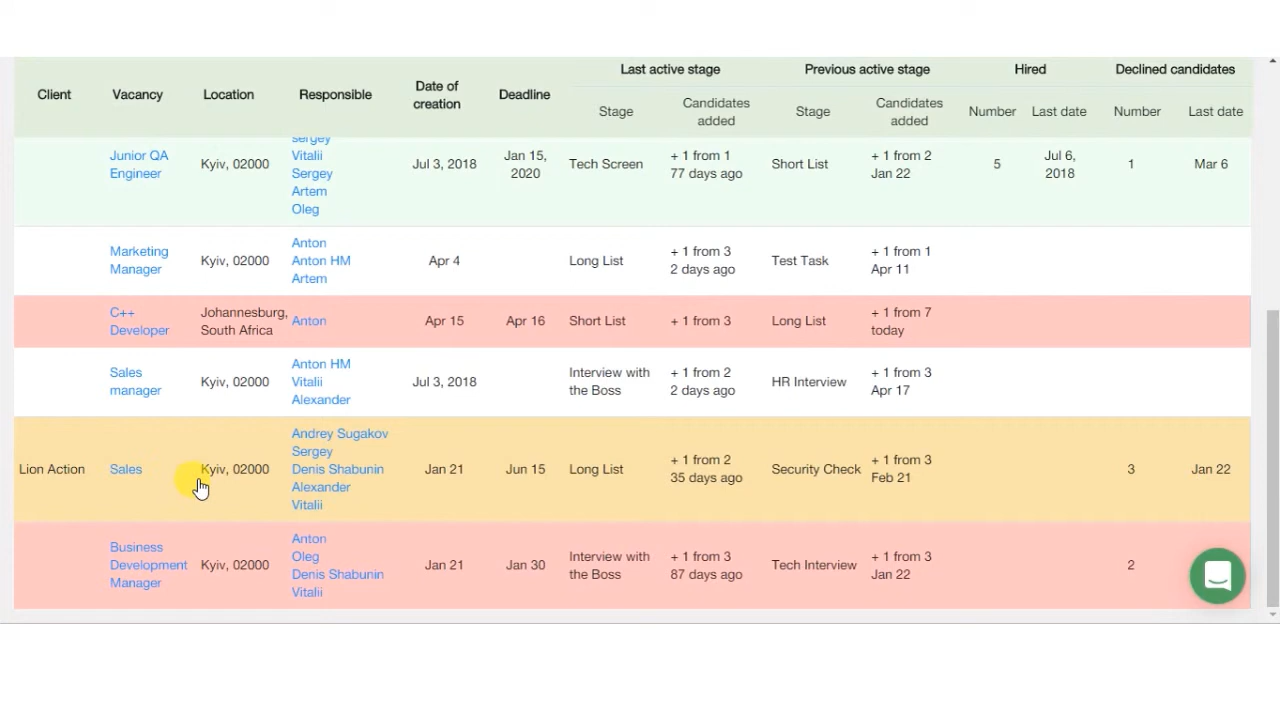 Last active stage Previous active stage Hired Declined candidates
Client Vacancy Location Responsible Date of creation Deadline
Stage Candidates added Stage Candidates added Number Last date Number Last date
sergey
Junior QA Vitalii Jan 15, + 1 from 1 + 1 from 2 Jul 6,
Engineer Kyiv, 02000 Sergey Jul 3, 2018 2020 Tech Screen 77 days ago Short List Jan 22 5 2018 1 Mar 6
Artem
Oleg
Anton
Marketing + 1 from 3 + 1 from 1
Manager Kyiv, 02000 Anton HM Apr 4 Long List 2 days ago Test Task Apr 11
Artem
C++ Johannesburg, + 1 from 7
Developer South Africa Anton Apr 15 Apr 16 Short List + 1 from 3 Long List today
Anton HM
Sales Interview with + 1 from 2 + 1 from 3
manager Kyiv, 02000 Vitalii Jul 3, 2018 the Boss 2 days ago HR Interview Apr 17
Alexander
Andrey Sugakov
Sergey + 1 from 2 + 1 from 3
Lion Action Sales Kyiv, 02000 Denis Shabunin Jan 21 Jun 15 Long List 35 days ago Security Check Feb 21 3 Jan 22
Alexander
Vitalii
Anton
Business Oleg Interview with + 1 from 3 + 1 from 3
Development Kyiv, 02000 Denis Shabunin Jan 21 Jan 30 the Boss 87 days ago Tech Interview Jan 22 2
Manager Vitalii